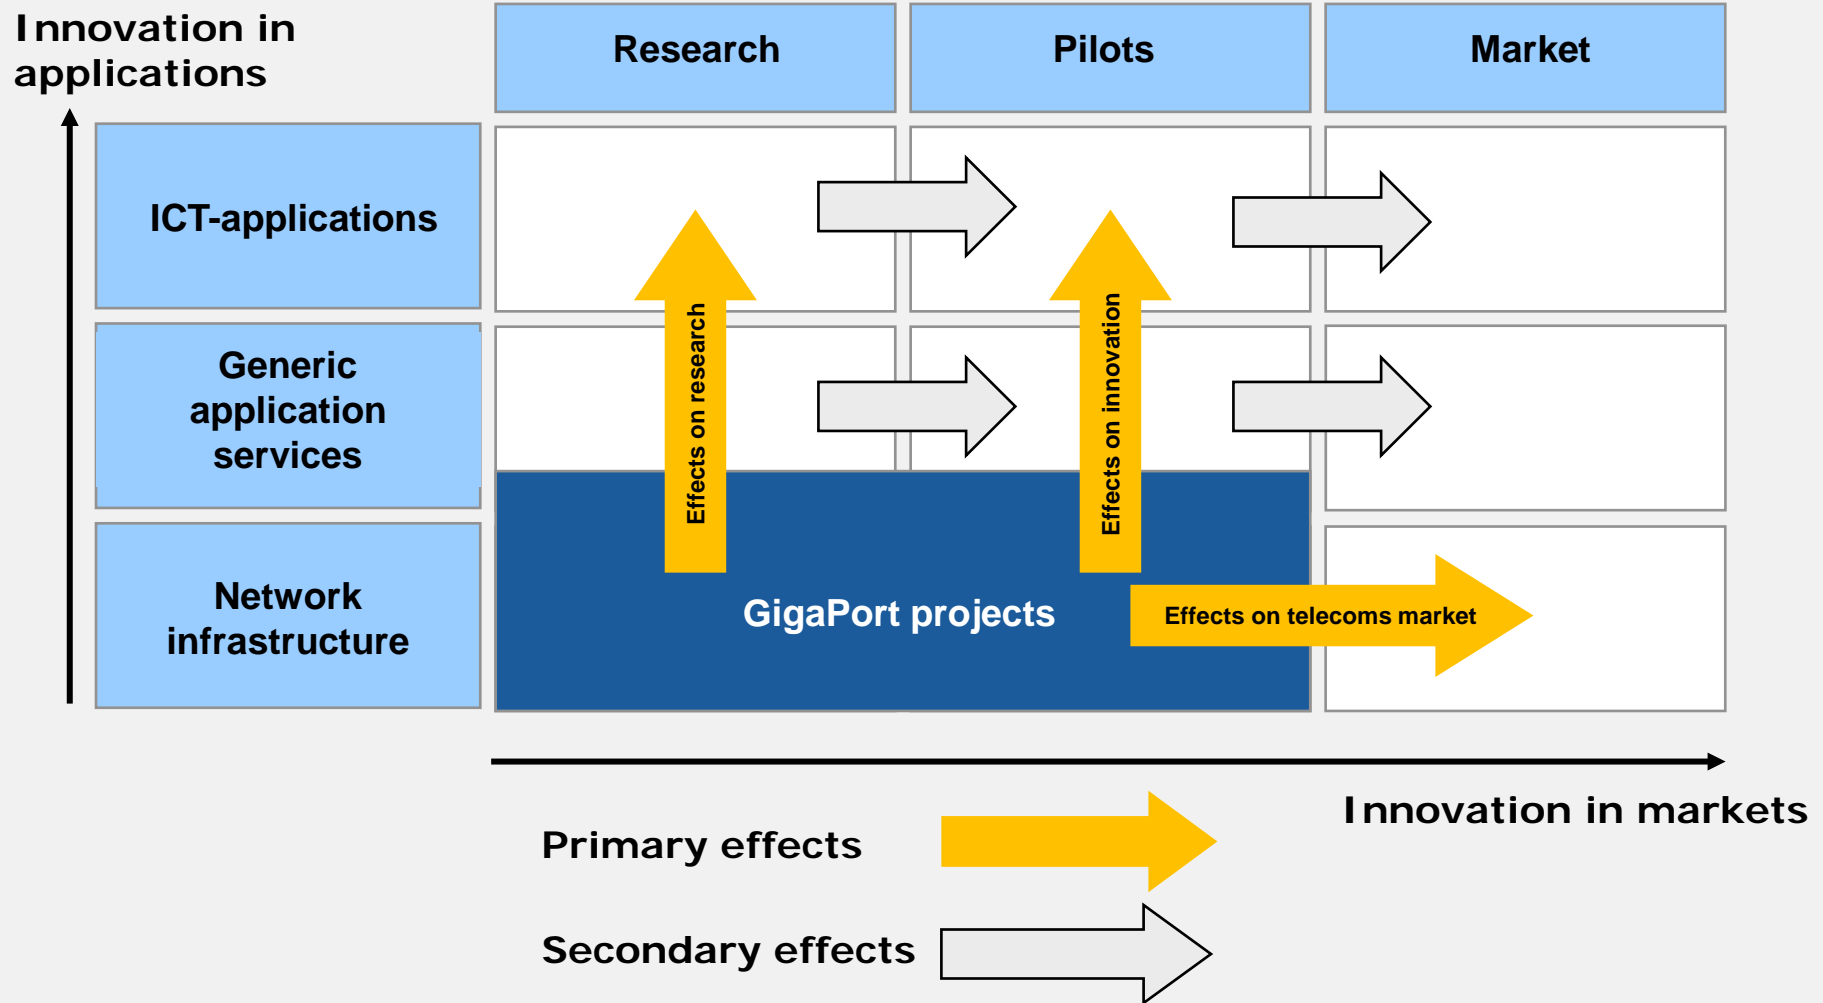 Innovation in
applications
Research
Pilots
Market
ICT-applications
Generic
application
services
Network
infrastructure
Effects on research
Effects on innovation
GigaPort projects
Effects on telecoms market
Innovation in markets
Primary effects
Secondary effects